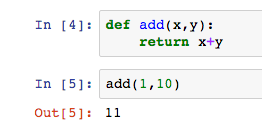 In [4]: def add(x,y):
            return x+y
In [5]: add(1,10)
Out[5]: 11